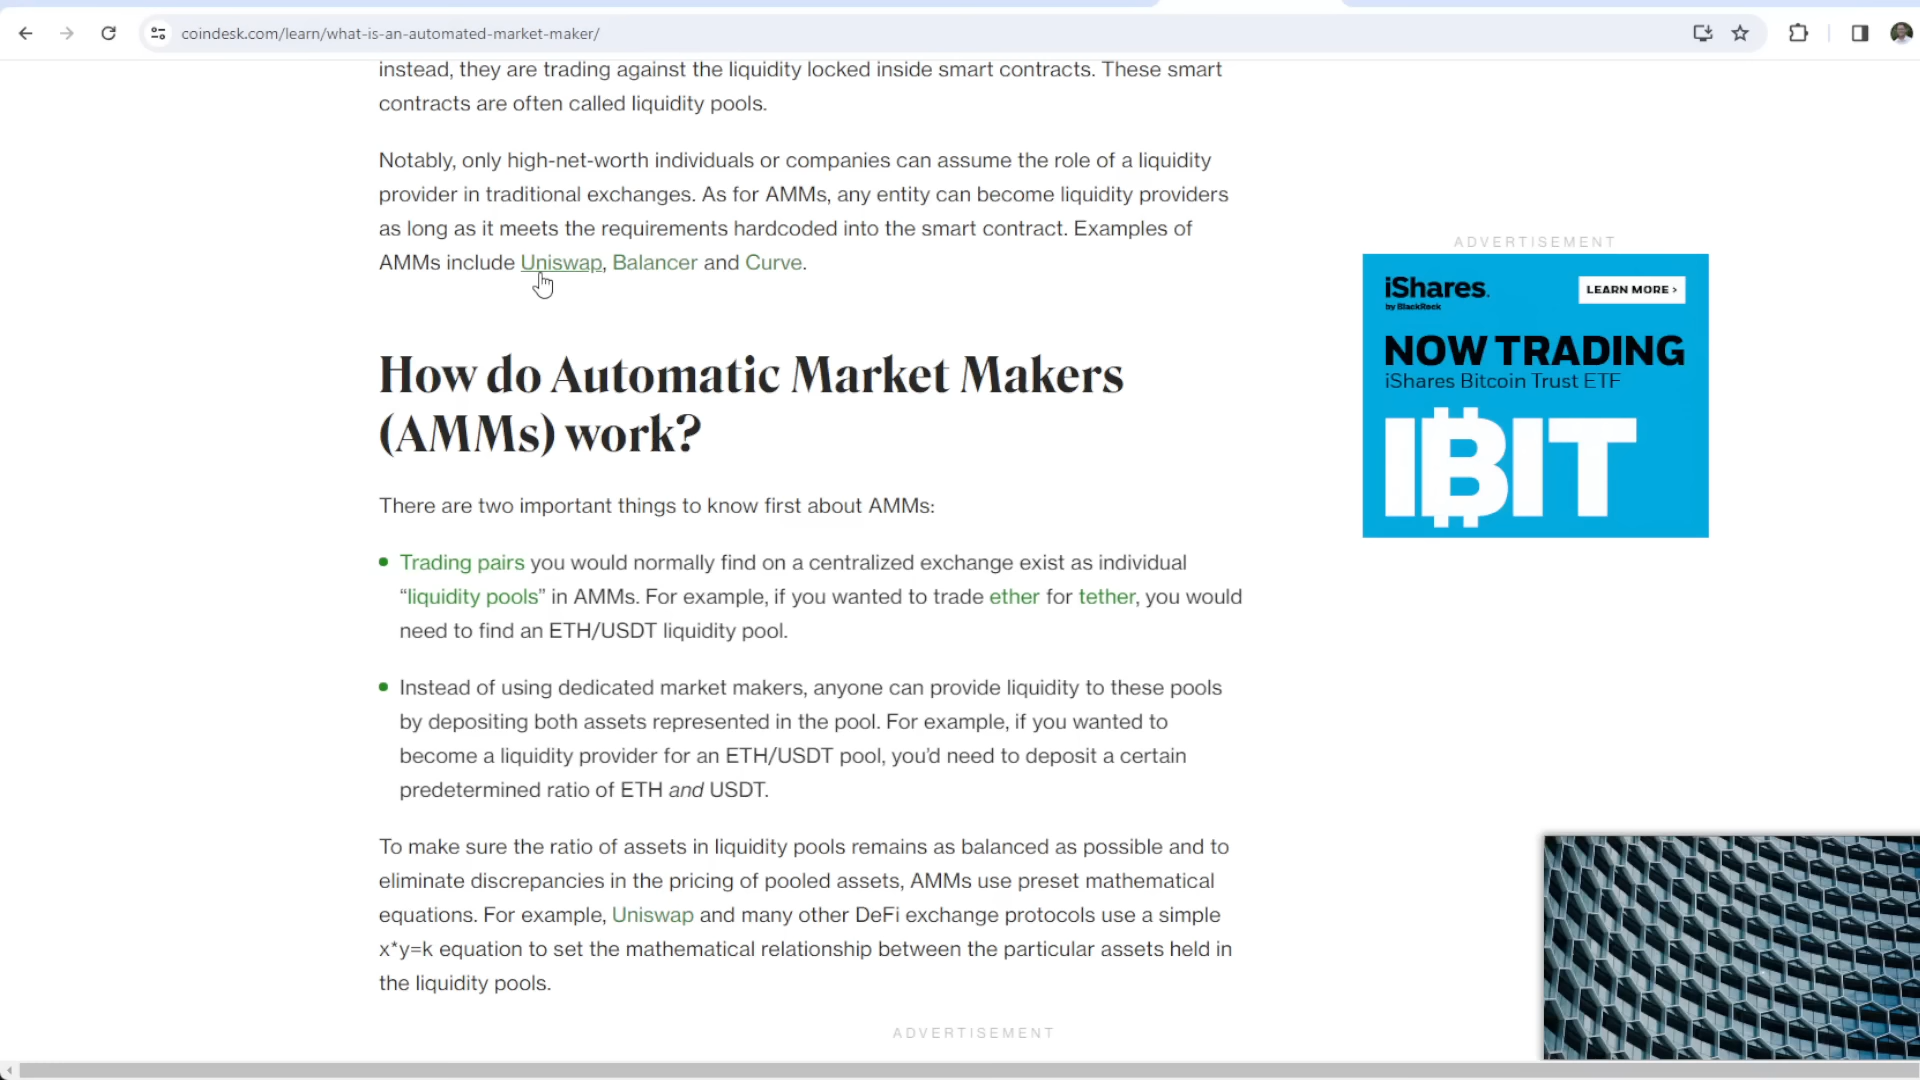 coindesk.com/learn/what-is-an-automated-market-maker/
instead, they are trading against the liquidity locked inside smart contracts. These smart
contracts are often called liquidity pools.
Notably, only high-net-worth individuals or companies can assume the role of a liquidity
provider in traditional exchanges. As for AMMs, any entity can become liquidity providers
as long as it meets the requirements hardcoded into the smart contract. Examples of
AMMs include Uniswap, Balancer and Curve.
How do Automatic Market Makers
(AMMs) work?
There are two important things to know first about AMMs:
Trading pairs you would normally find on a centralized exchange exist as individual
“liquidity pools” in AMMs. For example, if you wanted to trade ether for tether, you would
need to find an ETH/USDT liquidity pool.
Instead of using dedicated market makers, anyone can provide liquidity to these pools
by depositing both assets represented in the pool. For example, if you wanted to
become a liquidity provider for an ETH/USDT pool, you’d need to deposit a certain
predetermined ratio of ETH and USDT.
To make sure the ratio of assets in liquidity pools remains as balanced as possible and to
eliminate discrepancies in the pricing of pooled assets, AMMs use preset mathematical
equations. For example, Uniswap and many other DeFi exchange protocols use a simple
x*y=k equation to set the mathematical relationship between the particular assets held in
the liquidity pools.
ADVERTISEMENT
ADVERTISEMENT
iShares.
by BlackRock
LEARN MORE ›
NOW TRADING
iShares Bitcoin Trust ETF
IBIT